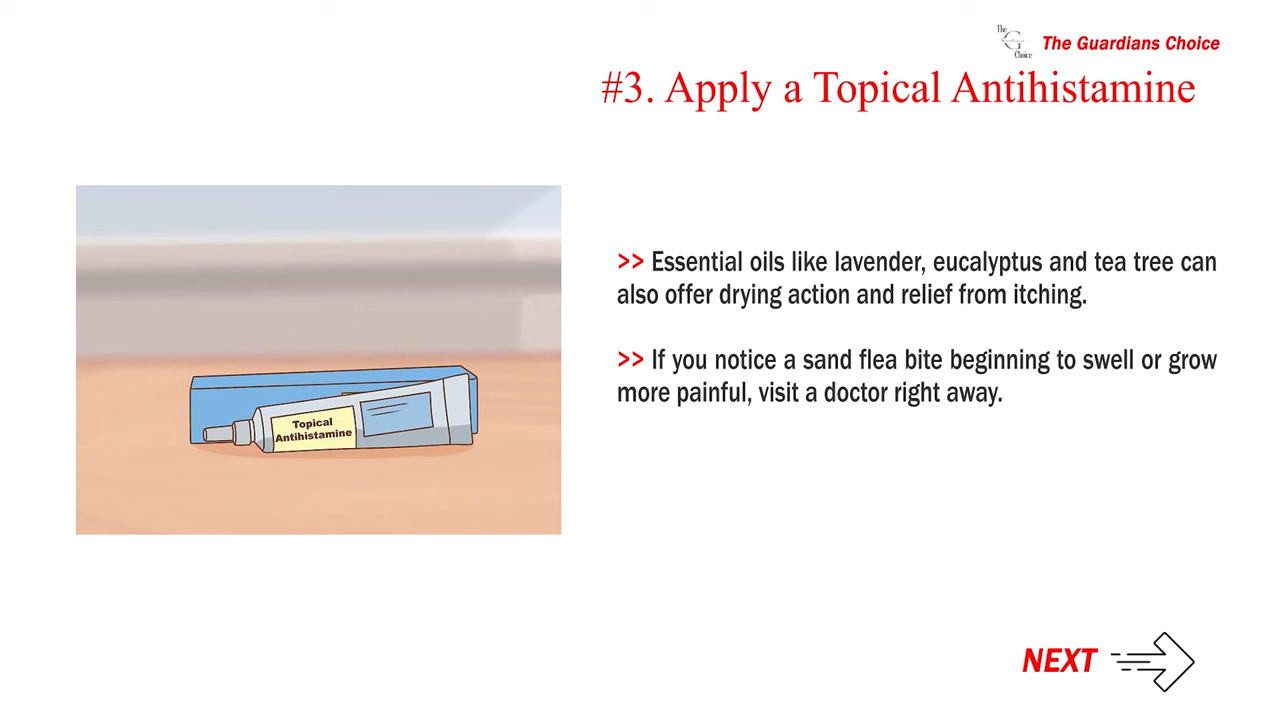 The
G
Choice
The Guardians Choice
#3. Apply a Topical Antihistamine
>> Essential oils like lavender, eucalyptus and tea tree can
also offer drying action and relief from itching.
>> If you notice a sand flea bite beginning to swell or grow
more painful, visit a doctor right away.
Topical
Antihistamine
NEXT